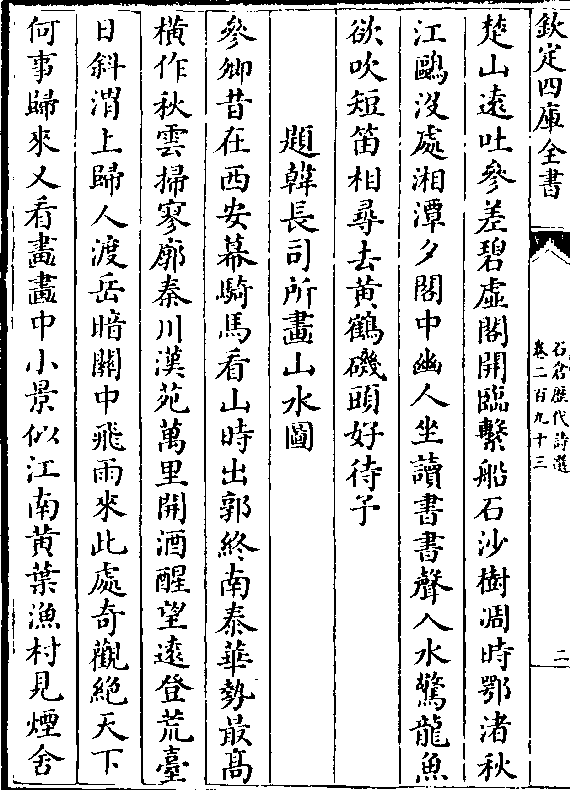 欽定四庫全書
石倉歷代詩選
卷二百九十三
二
楚山遠吐參差碧虛閣開臨繫船石沙樹凋時鄂渚秋
江鷗沒處湘潭夕閣中幽人坐讀書書聲入水驚龍魚
欲吹短笛相尋去黃鶴磯頭好待予
題韓長司所畫山水圖
參卿昔在西安幕騎馬看山時出郭終南泰華勢最高
橫作秋雲掃寥廓秦川漢苑萬里開酒醒望遠登荒臺
日斜渭上歸人渡岳暗關中飛雨來此處奇觀絕天下
何事歸來又看畫畫中小景似江南黃葉漁村見煙舍